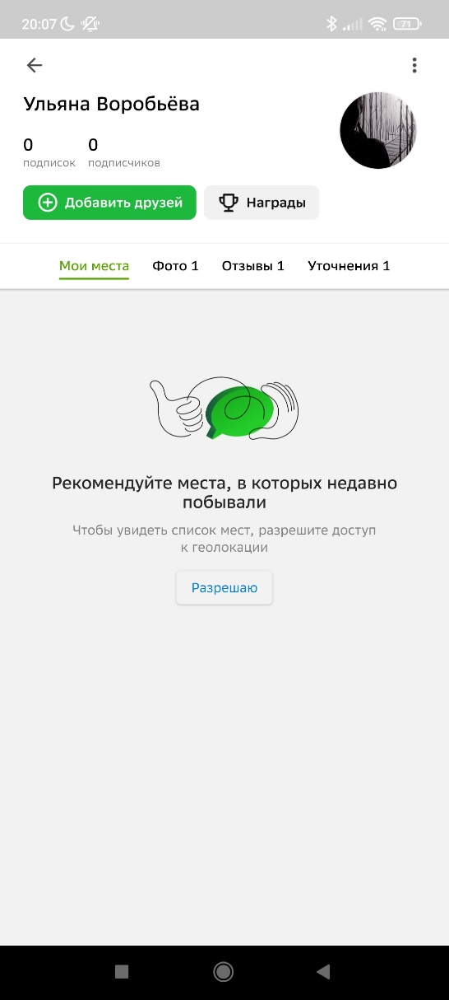 20:07
71
Ульяна Воробьёва
0 0
подписок подписчиков
Добавить друзей Награды
Мои места Фото 1 Отзывы 1 Уточнения 1
Рекомендуйте места, в которых недавно
побывали
Чтобы увидеть список мест, разрешите доступ
к геолокации
Разрешаю